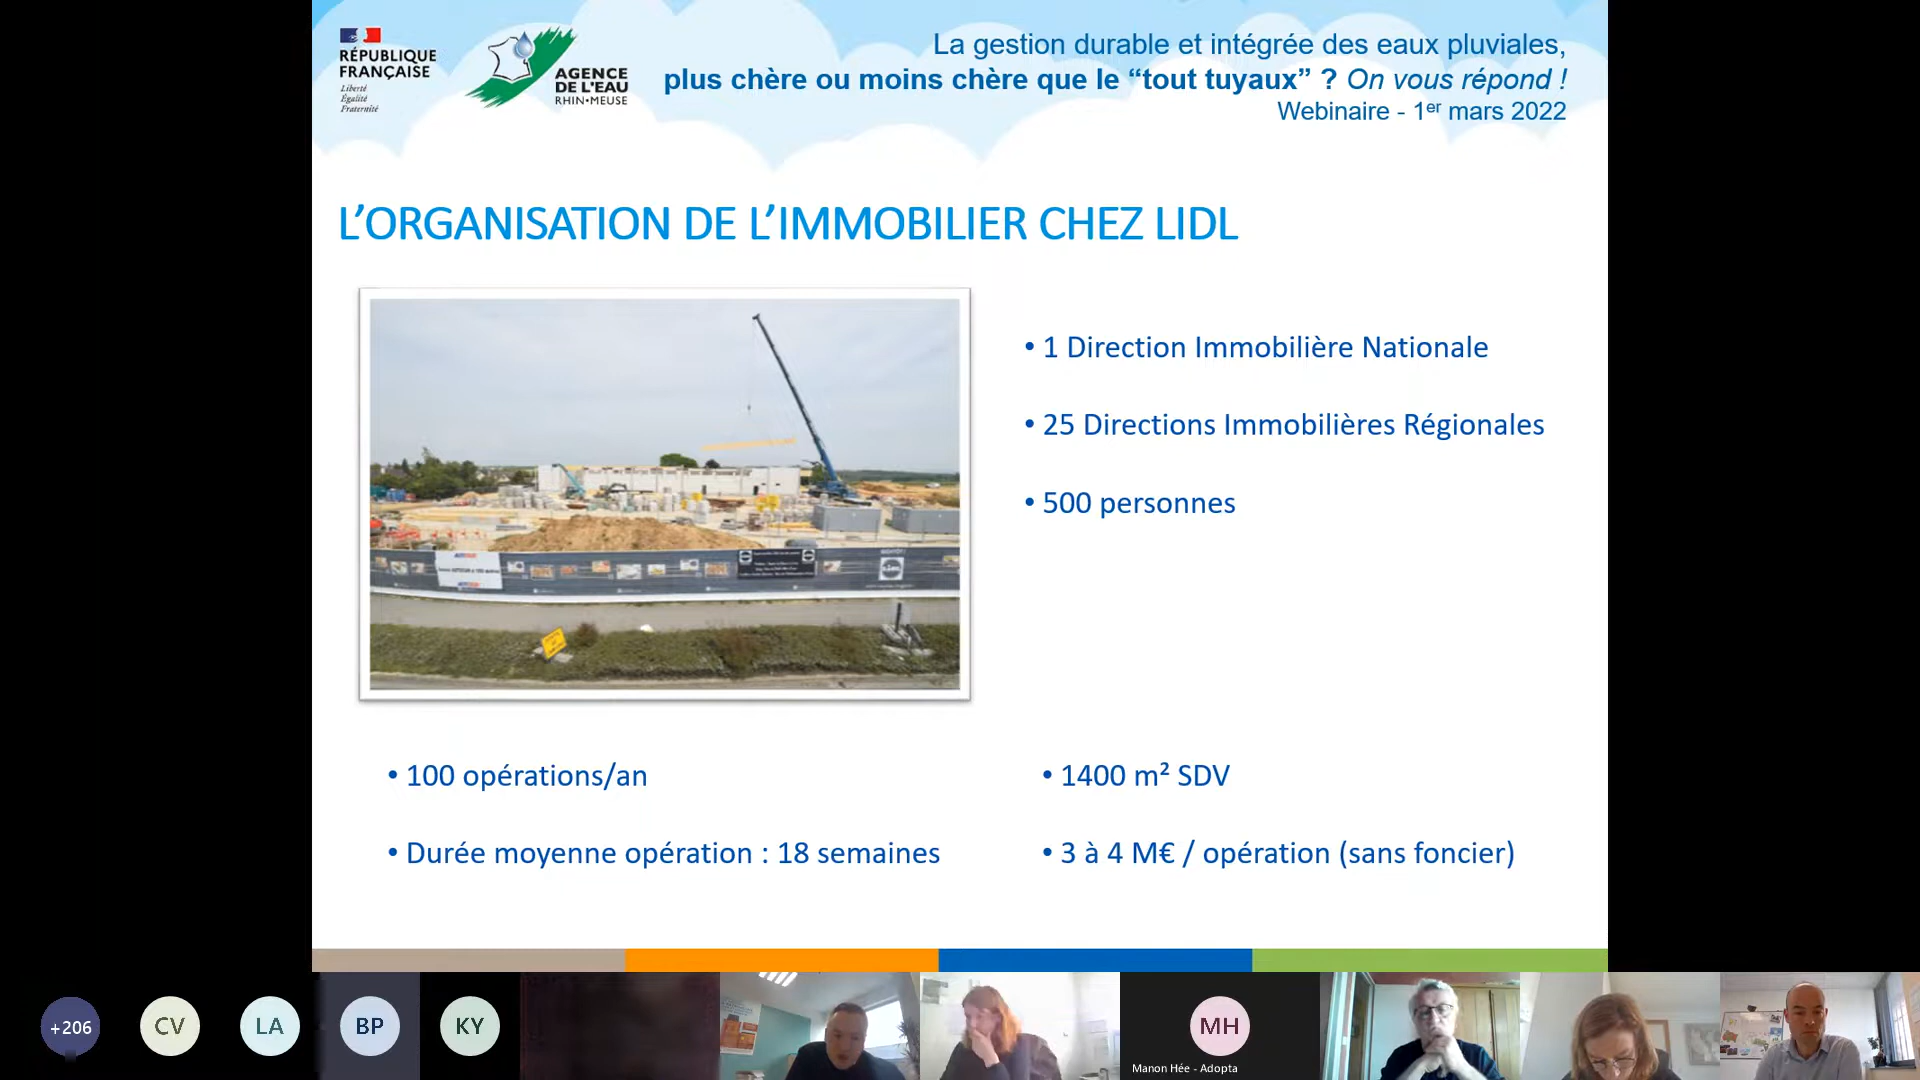 RÉPUBLIQUE
FRANÇAISE
Liberté
Égalité
Fraternité
AGENCE
DE L'EAU
RHIN•MEUSE
La gestion durable et intégrée des eaux pluviales,
plus chère ou moins chère que le “tout tuyaux” ? On vous répond !
Webinaire - 1er mars 2022
L’ORGANISATION DE L’IMMOBILIER CHEZ LIDL
• 1 Direction Immobilière Nationale
• 25 Directions Immobilières Régionales
• 500 personnes
• 100 opérations/an
• Durée moyenne opération : 18 semaines
• 1400 m² SDV
• 3 à 4 M€ / opération (sans foncier)
+206
CV
LA
BP
KY
MH
Manon Hée - Adopta